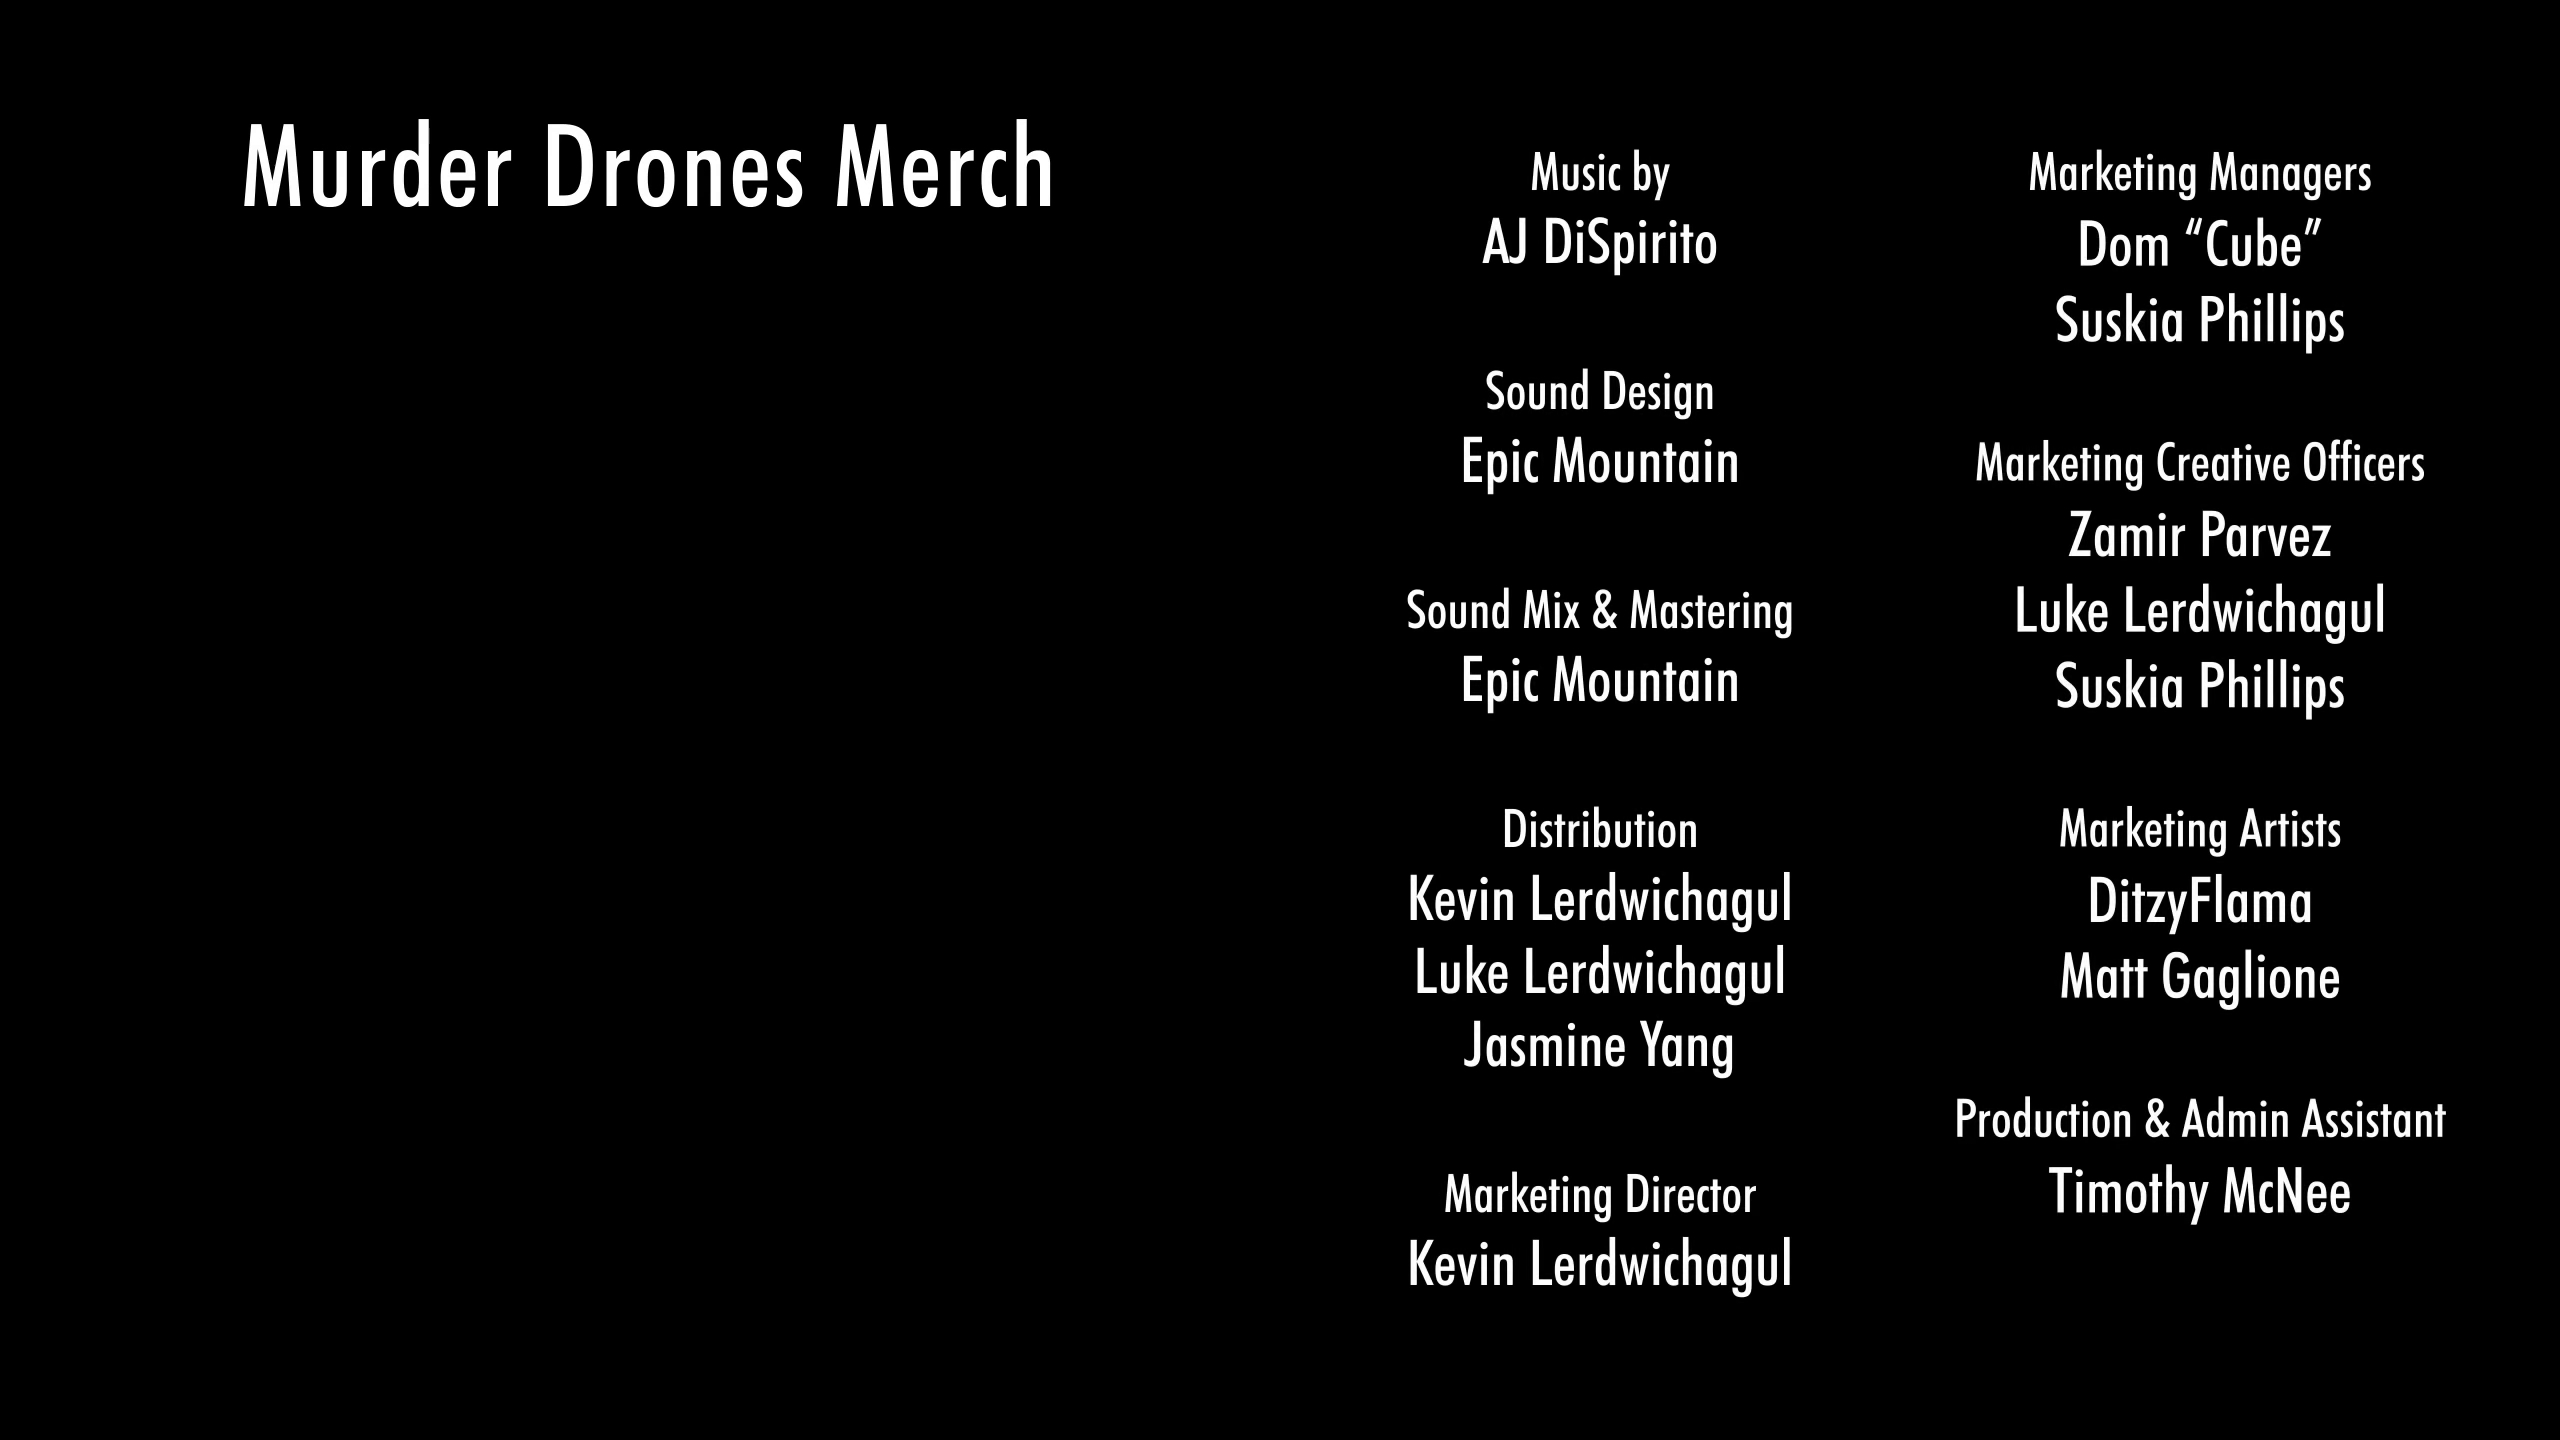 Murder Drones Merch
Music by
AJ DiSpirito
Sound Design
Epic Mountain
Sound Mix & Mastering
Epic Mountain
Distribution
Kevin Lerdwichagul
Luke Lerdwichagul
Jasmine Yang
Marketing Director
Kevin Lerdwichagul
Marketing Managers
Dom “Cube”
Suskia Phillips
Marketing Creative Officers
Zamir Parvez
Luke Lerdwichagul
Suskia Phillips
Marketing Artists
DitzyFlama
Matt Gaglione
Production & Admin Assistant
Timothy McNee